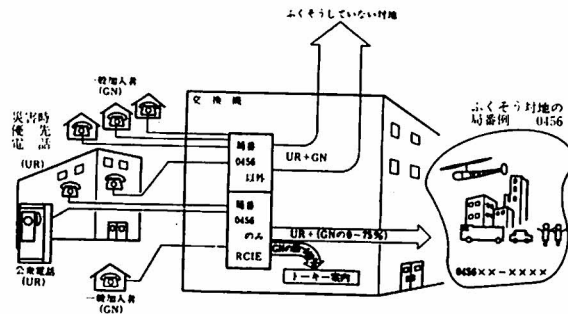 ふくそうしていない対地
一般加入者
(GN)
災害時
優先
電話
(UR)
交換機
局番
0456
以外
UR+GN
局番
0456
のみ
RCIE
UR+(GNの0~75%)
トーキー案内
公衆電話
(UR)
一般加入者
(GN)
ふくそう対地の
局番例 0456
0456××-××××